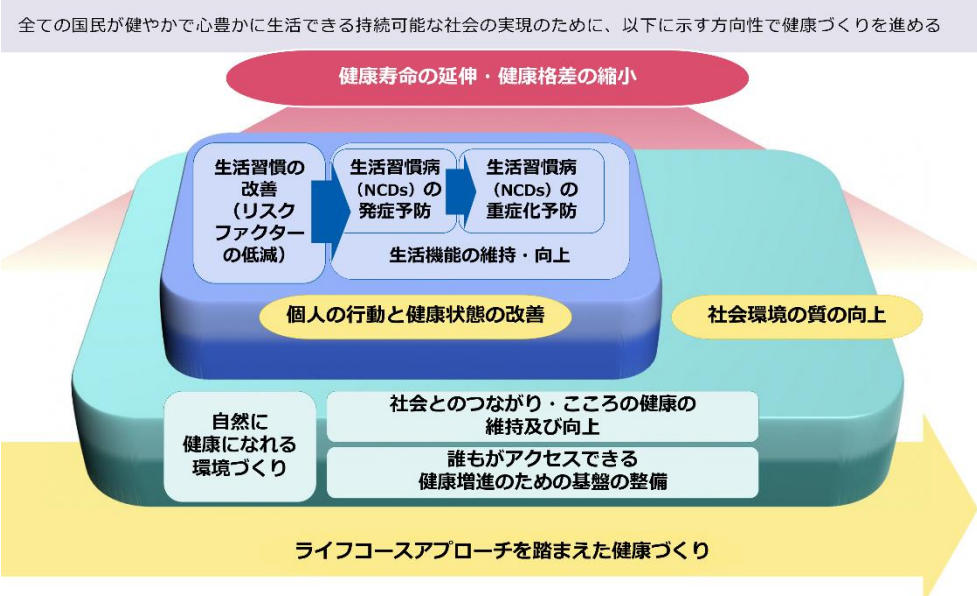 全ての国民が健やかで心豊かに生活できる持続可能な社会の実現のために、以下に示す方向性で健康づくりを進める
健康寿命の延伸・健康格差の縮小
生活習慣の
改善
（リスク
ファクター
の低減）
生活習慣病
（NCDs）の
発症予防
生活習慣病
（NCDs）の
重症化予防
生活機能の維持・向上
個人の行動と健康状態の改善
社会環境の質の向上
自然に
健康になれる
環境づくり
社会とのつながり・こころの健康の
維持及び向上
誰もがアクセスできる
健康増進のための基盤の整備
ライフコースアプローチを踏まえた健康づくり